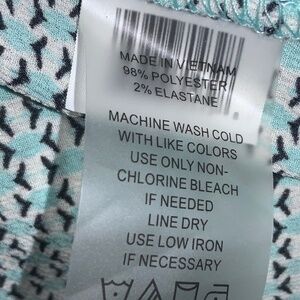 MADE IN VIETNAM
98% POLYESTER
2% ELASTANE
MACHINE WASH COLD
WITH LIKE COLORS
USE ONLY NON-
CHLORINE BLEACH
IF NEEDED
LINE DRY
USE LOW IRON
IF NECESSARY